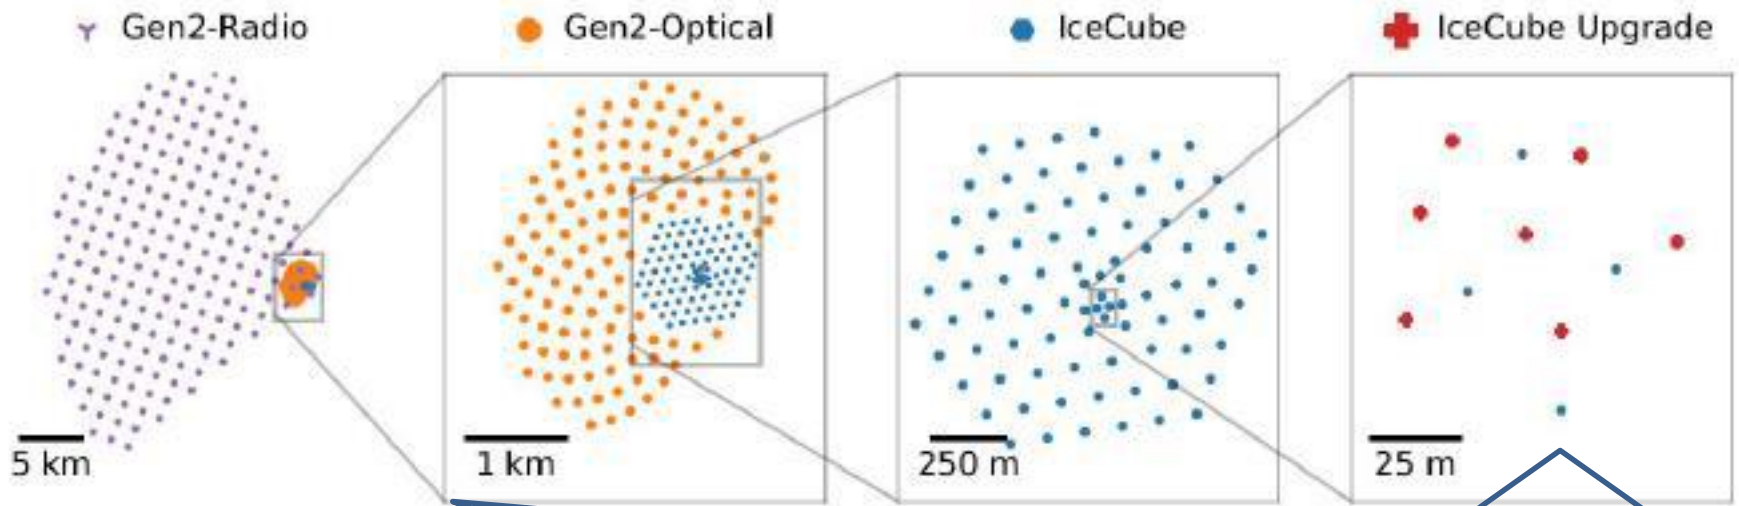 Gen2-Radio
Gen2-Optical
IceCube
IceCube Upgrade
5 km
1 km
250 m
25 m